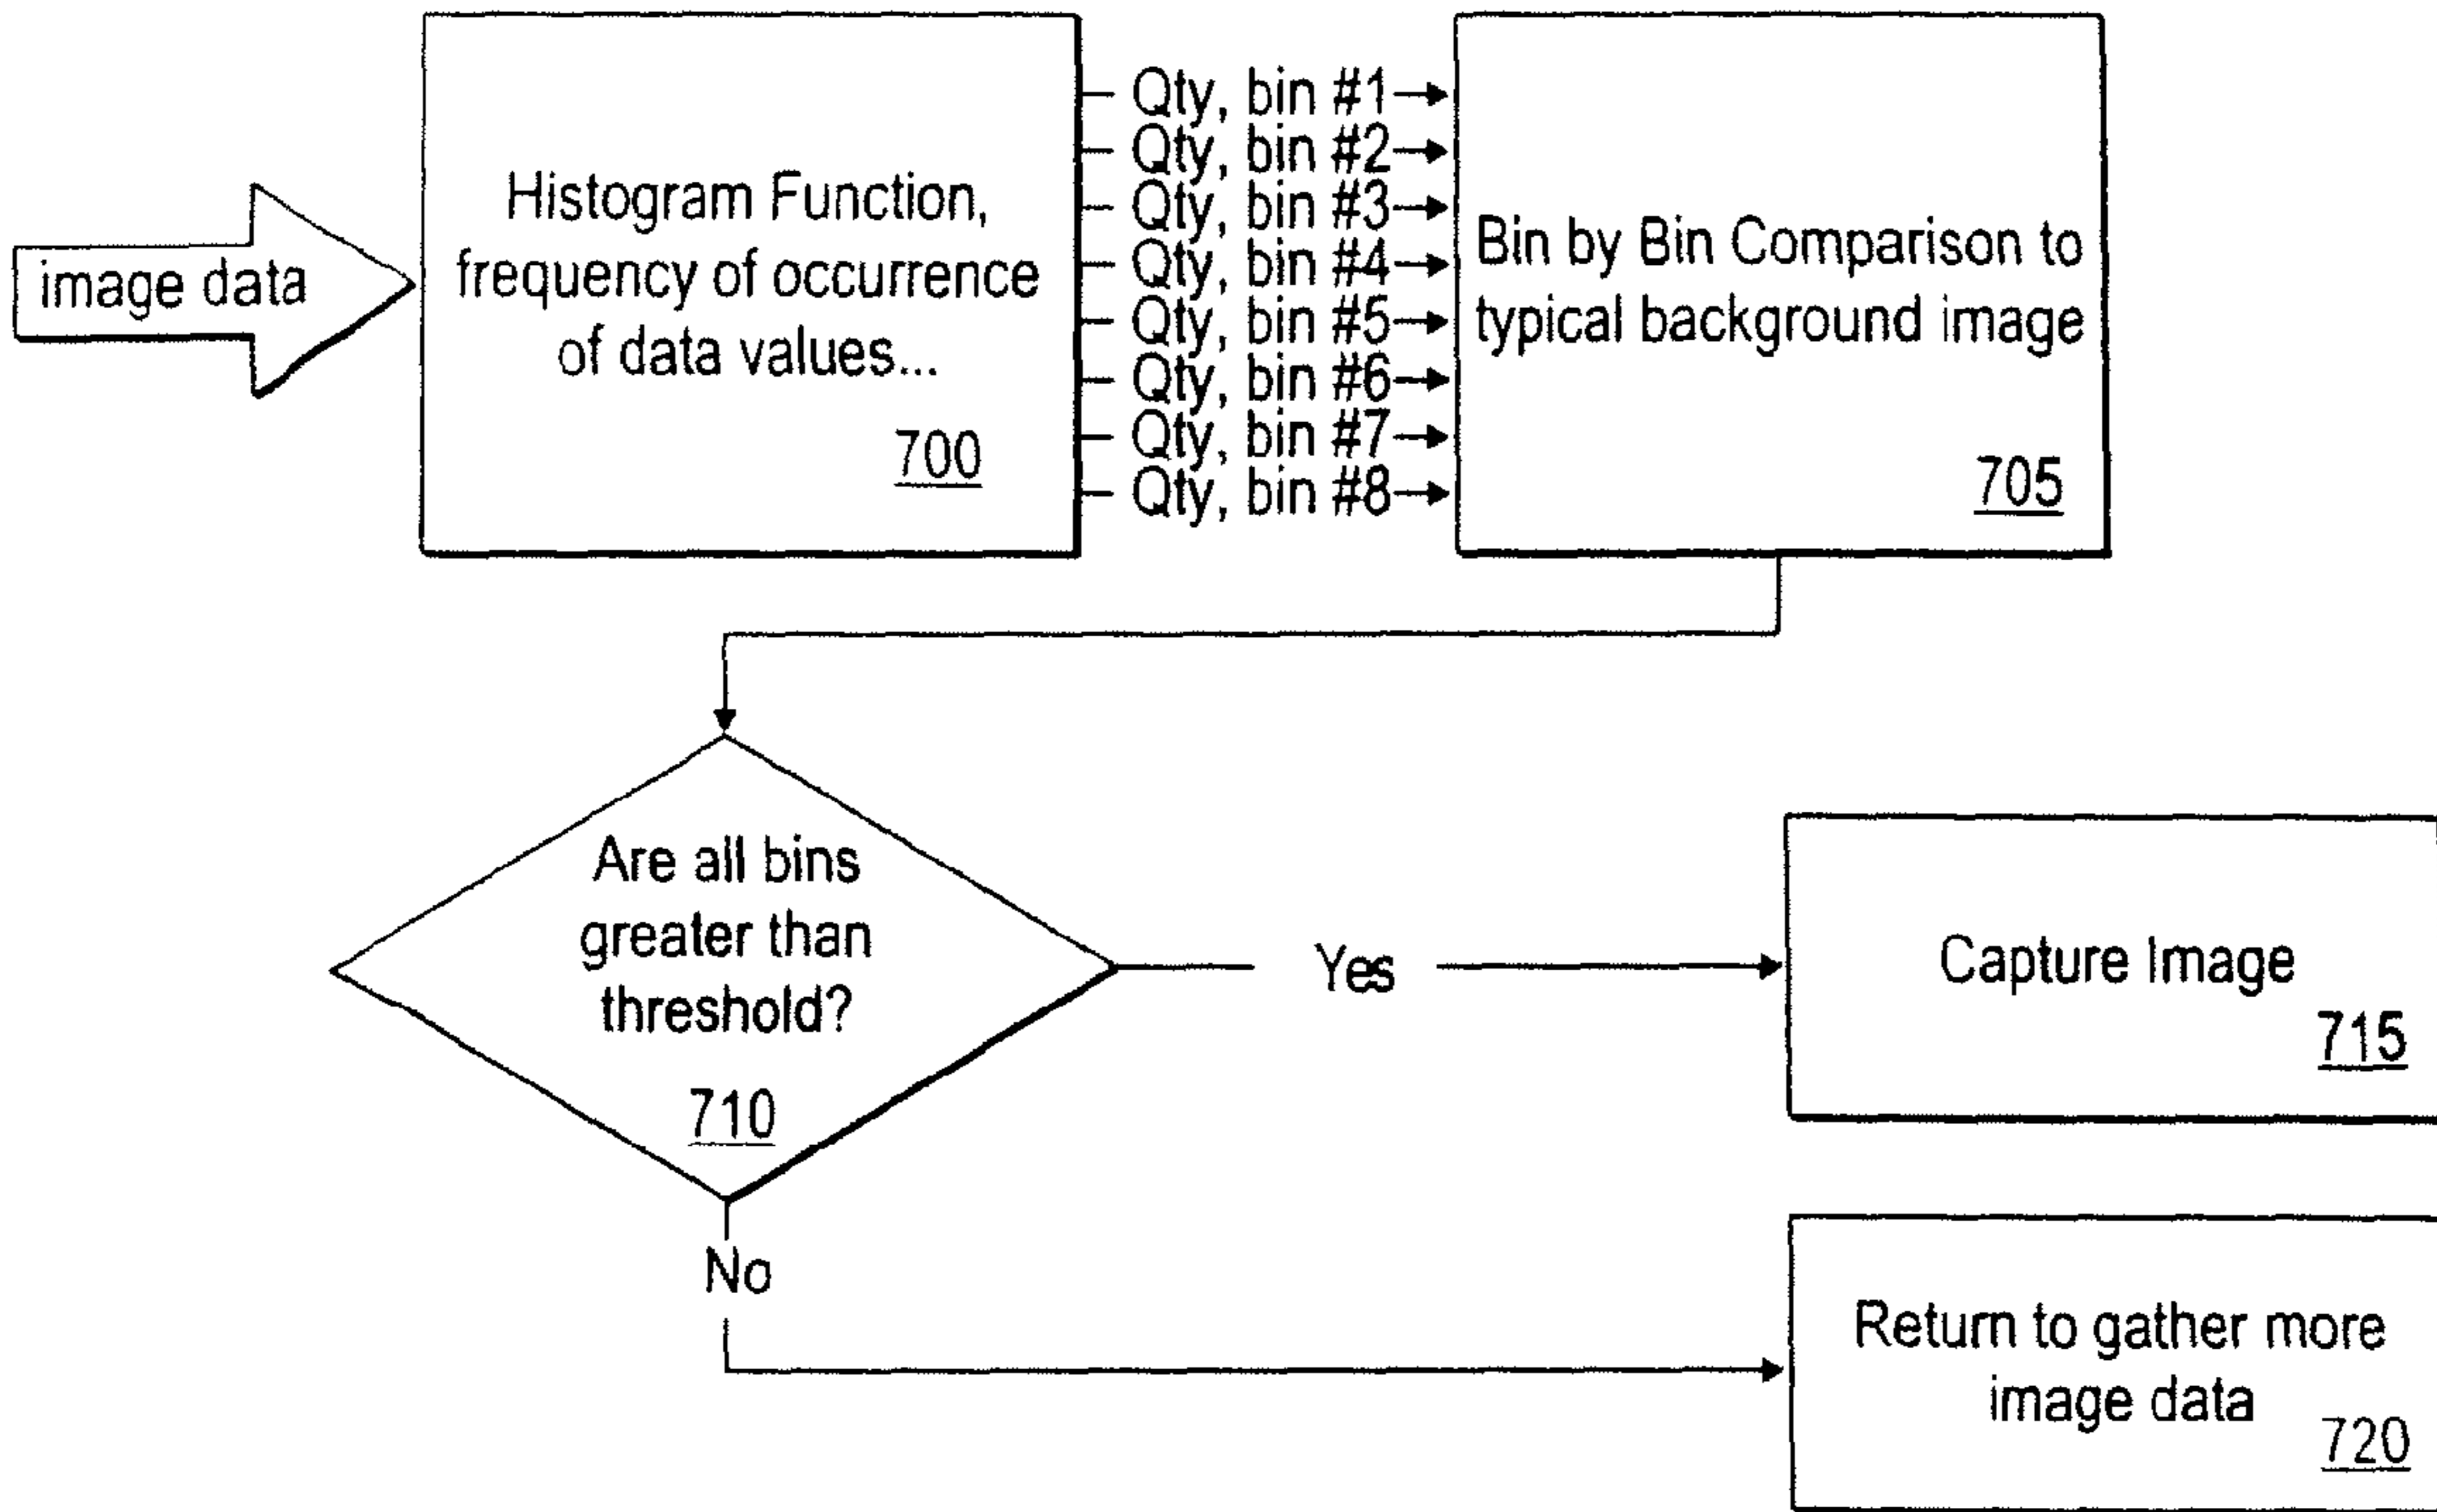 image data
Histogram Function,
frequency of occurrence
of data values...
700
Qty, bin #1
Qty, bin #2
Qty, bin #3
Qty, bin #4
Qty, bin #5
Qty, bin #6
Qty, bin #7
Qty, bin #8
Bin by Bin Comparison to
typical background image
705
Are all bins
greater than
threshold?
710
Yes
Capture Image
715
No
Return to gather more
image data
720